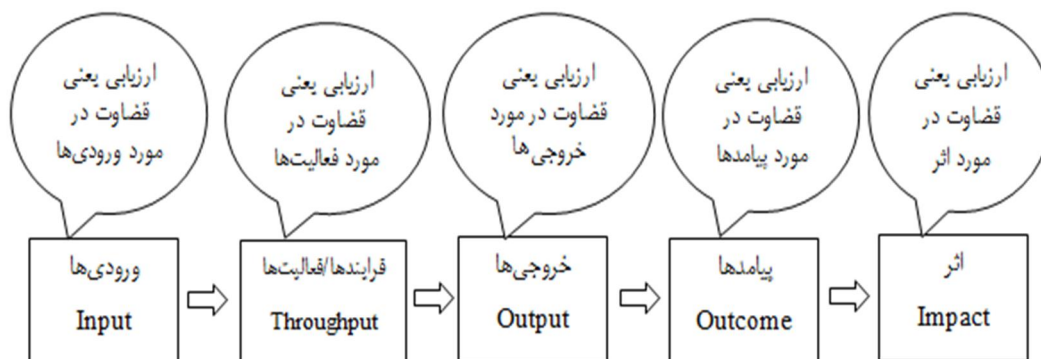 ارزیابی یعنی
قضاوت در
مورد ورودی‌ها
ارزیابی یعنی
قضاوت در
مورد فعالیت‌ها
ارزیابی یعنی
قضاوت در مورد
خروجی‌ها
ارزیابی یعنی
قضاوت در
مورد پیامدها
ارزیابی یعنی
قضاوت در
مورد اثر
ورودی‌ها
Input
فرایندها/فعالیت‌ها
Throughput
خروجی‌ها
Output
پیامدها
Outcome
اثر
Impact